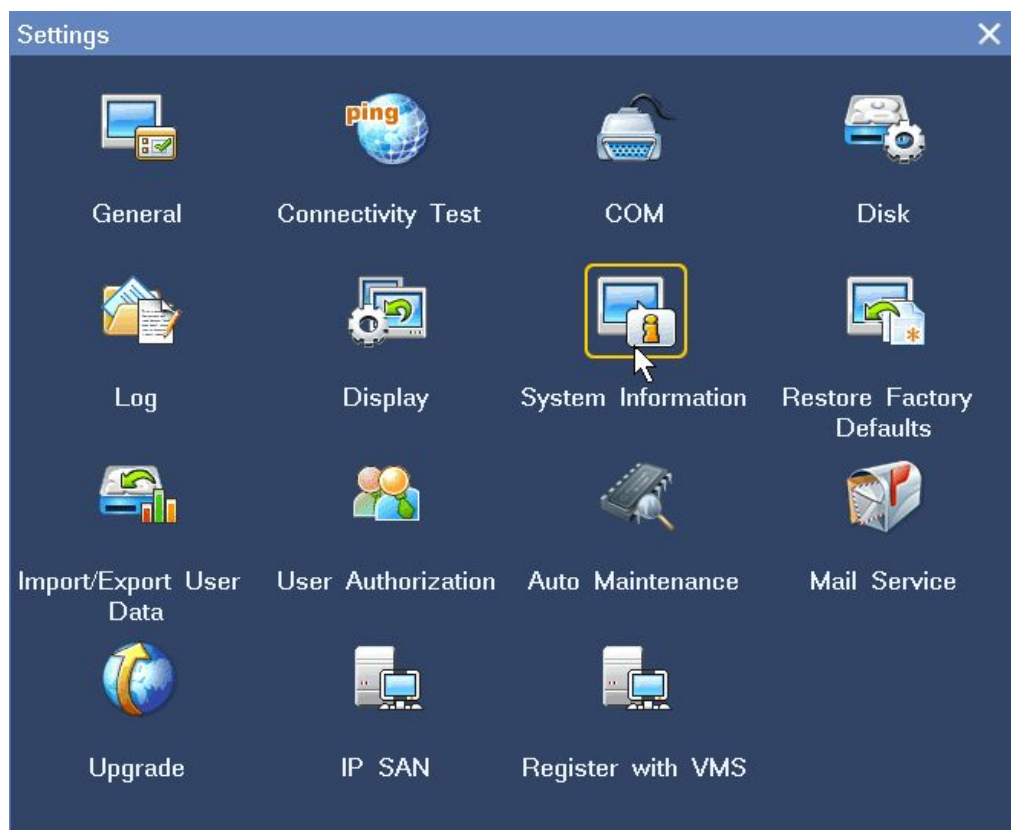 Settings
ping
General
Connectivity Test
COM
Disk
Log
Display
System Information
Restore Factory
Defaults
Import/Export User
Data
User Authorization
Auto Maintenance
Mail Service
Upgrade
IP SAN
Register with VMS